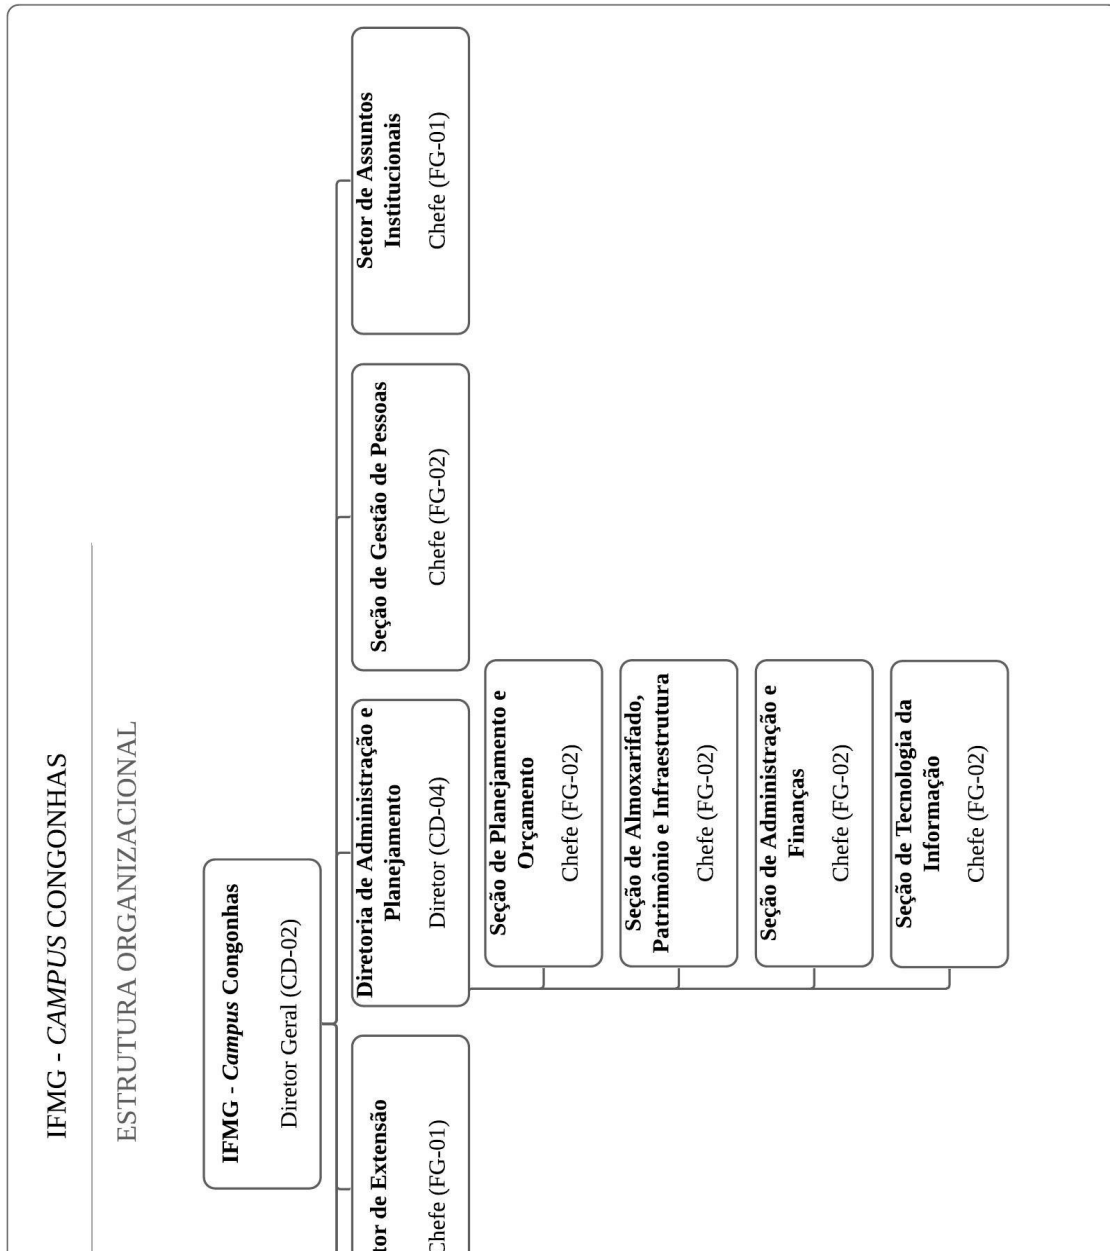 IFMG - CAMPUS CONGONHAS
ESTRUTURA ORGANIZACIONAL
IFMG - Campus Congonhas
Diretor Geral (CD-02)
tor de Extensão
Chefe (FG-01)
Diretoria de Administração e
Planejamento
Diretor (CD-04)
Seção de Gestão de Pessoas
Chefe (FG-02)
Setor de Assuntos
Institucionais
Chefe (FG-01)
Seção de Planejamento e
Orçamento
Chefe (FG-02)
Seção de Almoxarifado,
Patrimônio e Infraestrutura
Chefe (FG-02)
Seção de Administração e
Finanças
Chefe (FG-02)
Seção de Tecnologia da
Informação
Chefe (FG-02)